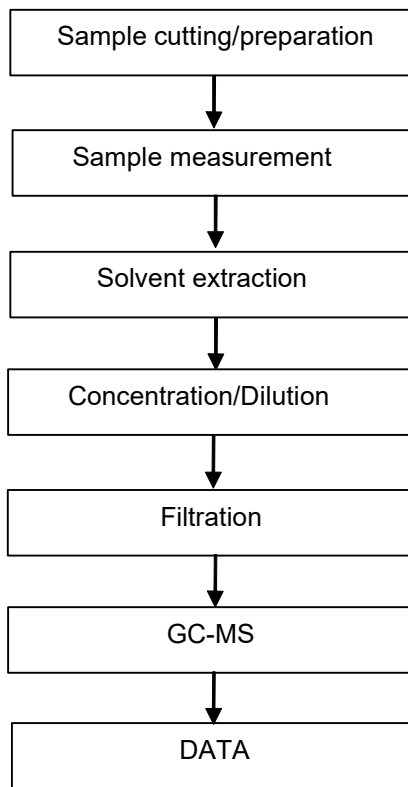 Sample cutting/preparation
Sample measurement
Solvent extraction
Concentration/Dilution
Filtration
GC-MS
DATA